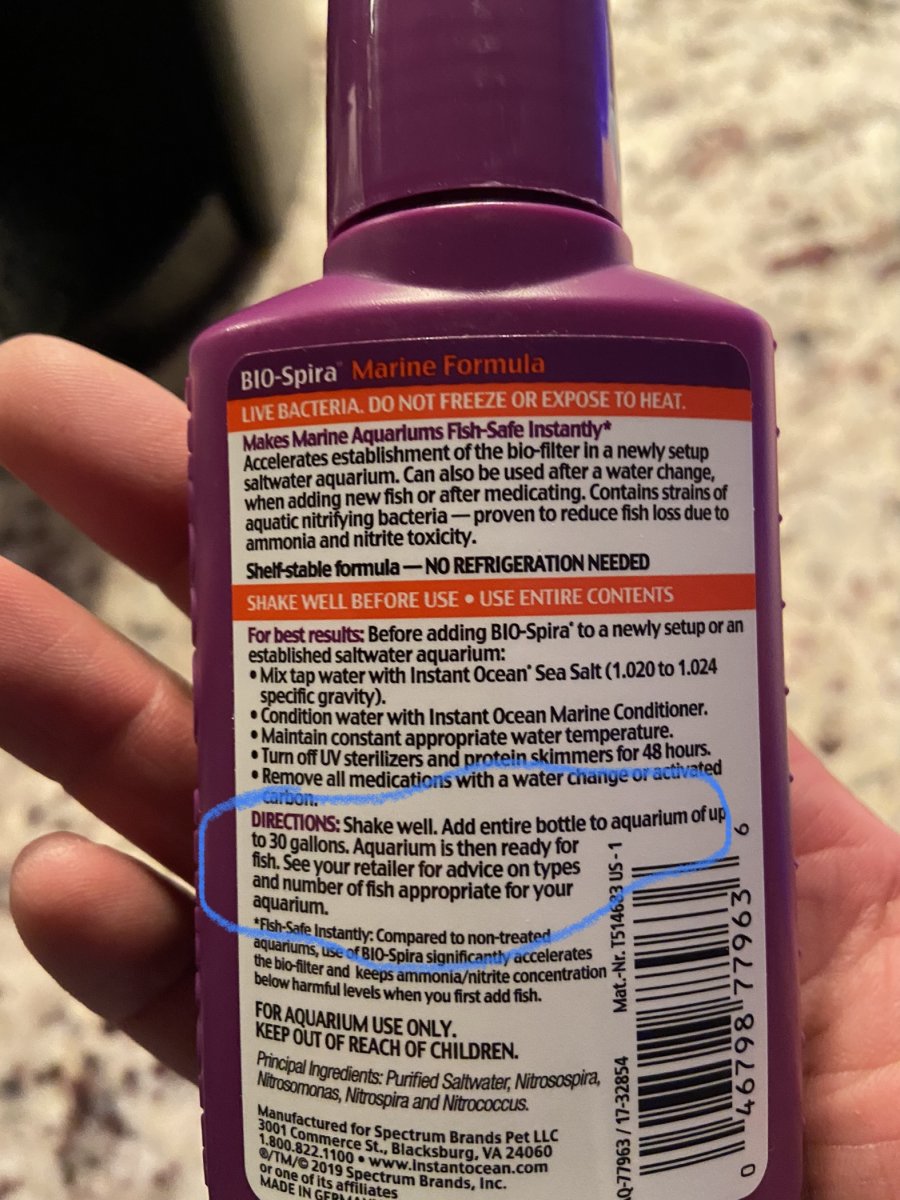 BIO-Spira™ Marine Formula
LIVE BACTERIA. DO NOT FREEZE OR EXPOSE TO HEAT.
Makes Marine Aquariums Fish-Safe Instantly*
Accelerates establishment of the bio-filter in a newly setup
saltwater aquarium. Can also be used after a water change,
when adding new fish or after medicating. Contains strains of
aquatic nitrifying bacteria — proven to reduce fish loss due to
ammonia and nitrite toxicity.
Shelf-stable formula — NO REFRIGERATION NEEDED
SHAKE WELL BEFORE USE • USE ENTIRE CONTENTS
For best results: Before adding BIO-Spira® to a newly setup or an
established saltwater aquarium:
• Mix tap water with Instant Ocean® Sea Salt (1.020 to 1.024
specific gravity).
• Condition water with Instant Ocean Marine Conditioner.
• Maintain constant appropriate water temperature.
• Turn off UV sterilizers and protein skimmers for 48 hours.
• Remove all medications with a water change or activated
carbon.
DIRECTIONS: Shake well. Add entire bottle to aquarium of up
to 30 gallons. Aquarium is then ready for
fish. See your retailer for advice on types
and number of fish appropriate for your
aquarium.
*Fish-Safe Instantly: Compared to non-treated
aquariums, use of BIO-Spira significantly accelerates
the bio-filter and keeps ammonia/nitrite concentration
below harmful levels when you first add fish.
FOR AQUARIUM USE ONLY.
KEEP OUT OF REACH OF CHILDREN.
Principal Ingredients: Purified Saltwater, Nitrosospira,
Nitrosomonas, Nitrospira and Nitrococcus.
Manufactured for Spectrum Brands Pet LLC
3001 Commerce St., Blacksburg, VA 24060
1.800.822.1100 • www.instantocean.com
®/TM/© 2019 Spectrum Brands, Inc.
or one of its affiliates
MADE IN GERMANY
Mat.-Nr. T514683 US - 1
AQ-77963 / 17-32854
0 46798 77963 6